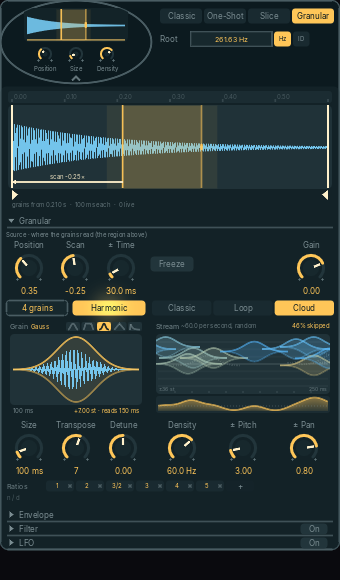 Classic One-Shot Slice Granular
Root 261.63 Hz Hz
Position Size Density
0.00 0.10 0.20 0.30 0.40 0.50
scan -0.25×
grains from 0.210 s · 100 ms each · 0 live
Granular
Source · where the grains read (the region above)
Position Scan ± Time Gain
Freeze
0.35 -0.25 30.0 ms 0.00
4 grains Harmonic Classic Loop Cloud
Grain Gauss Stream ~60.0 per second, random 46% skipped
100 ms +7.00 st · reads 150 ms
250 ms
Size Transpose Detune Density ± Pitch ± Pan
100 ms 7 0.00 60.0 Hz 3.00 0.80
Ratios 1 2 3/2 3 4 5 +
n / d
Envelope
Filter On
LFO On